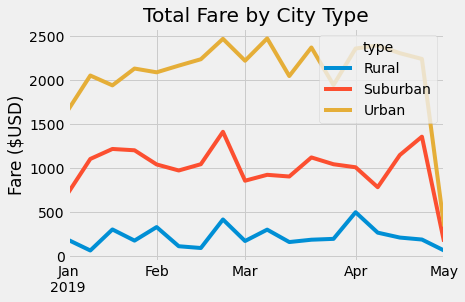 Total Fare by City Type
Fare ($USD)
2500
2000
1500
1000
500
0
type
Rural
Suburban
Urban
Jan
2019
Feb
Mar
Apr
May